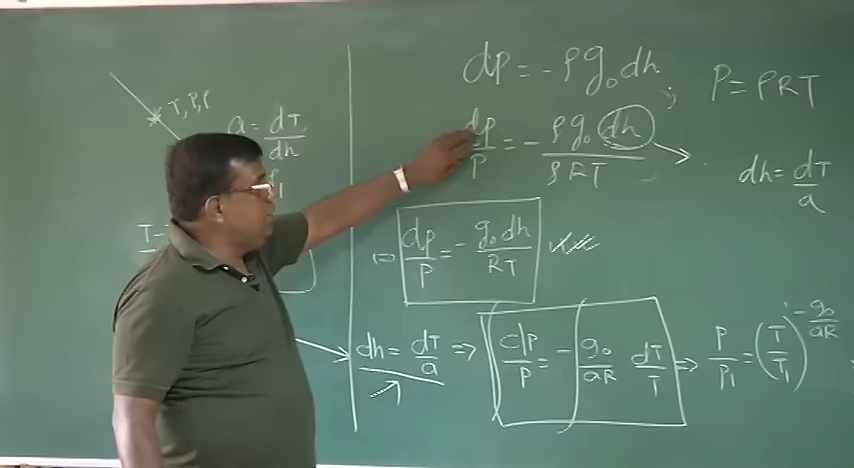 T, P, ρ
a = dT/dh
T-
dp = - ρg₀dh ; P = ρRT
dp/P = - ρg₀dh/ρRT → dh = dT/a
⇒ dp/P = - g₀dh/RT
dh = dT/a ⇒ dP/P = - g₀/aR dT/T ⇒ P/P₁ = (T/T₁)^-g₀/aR